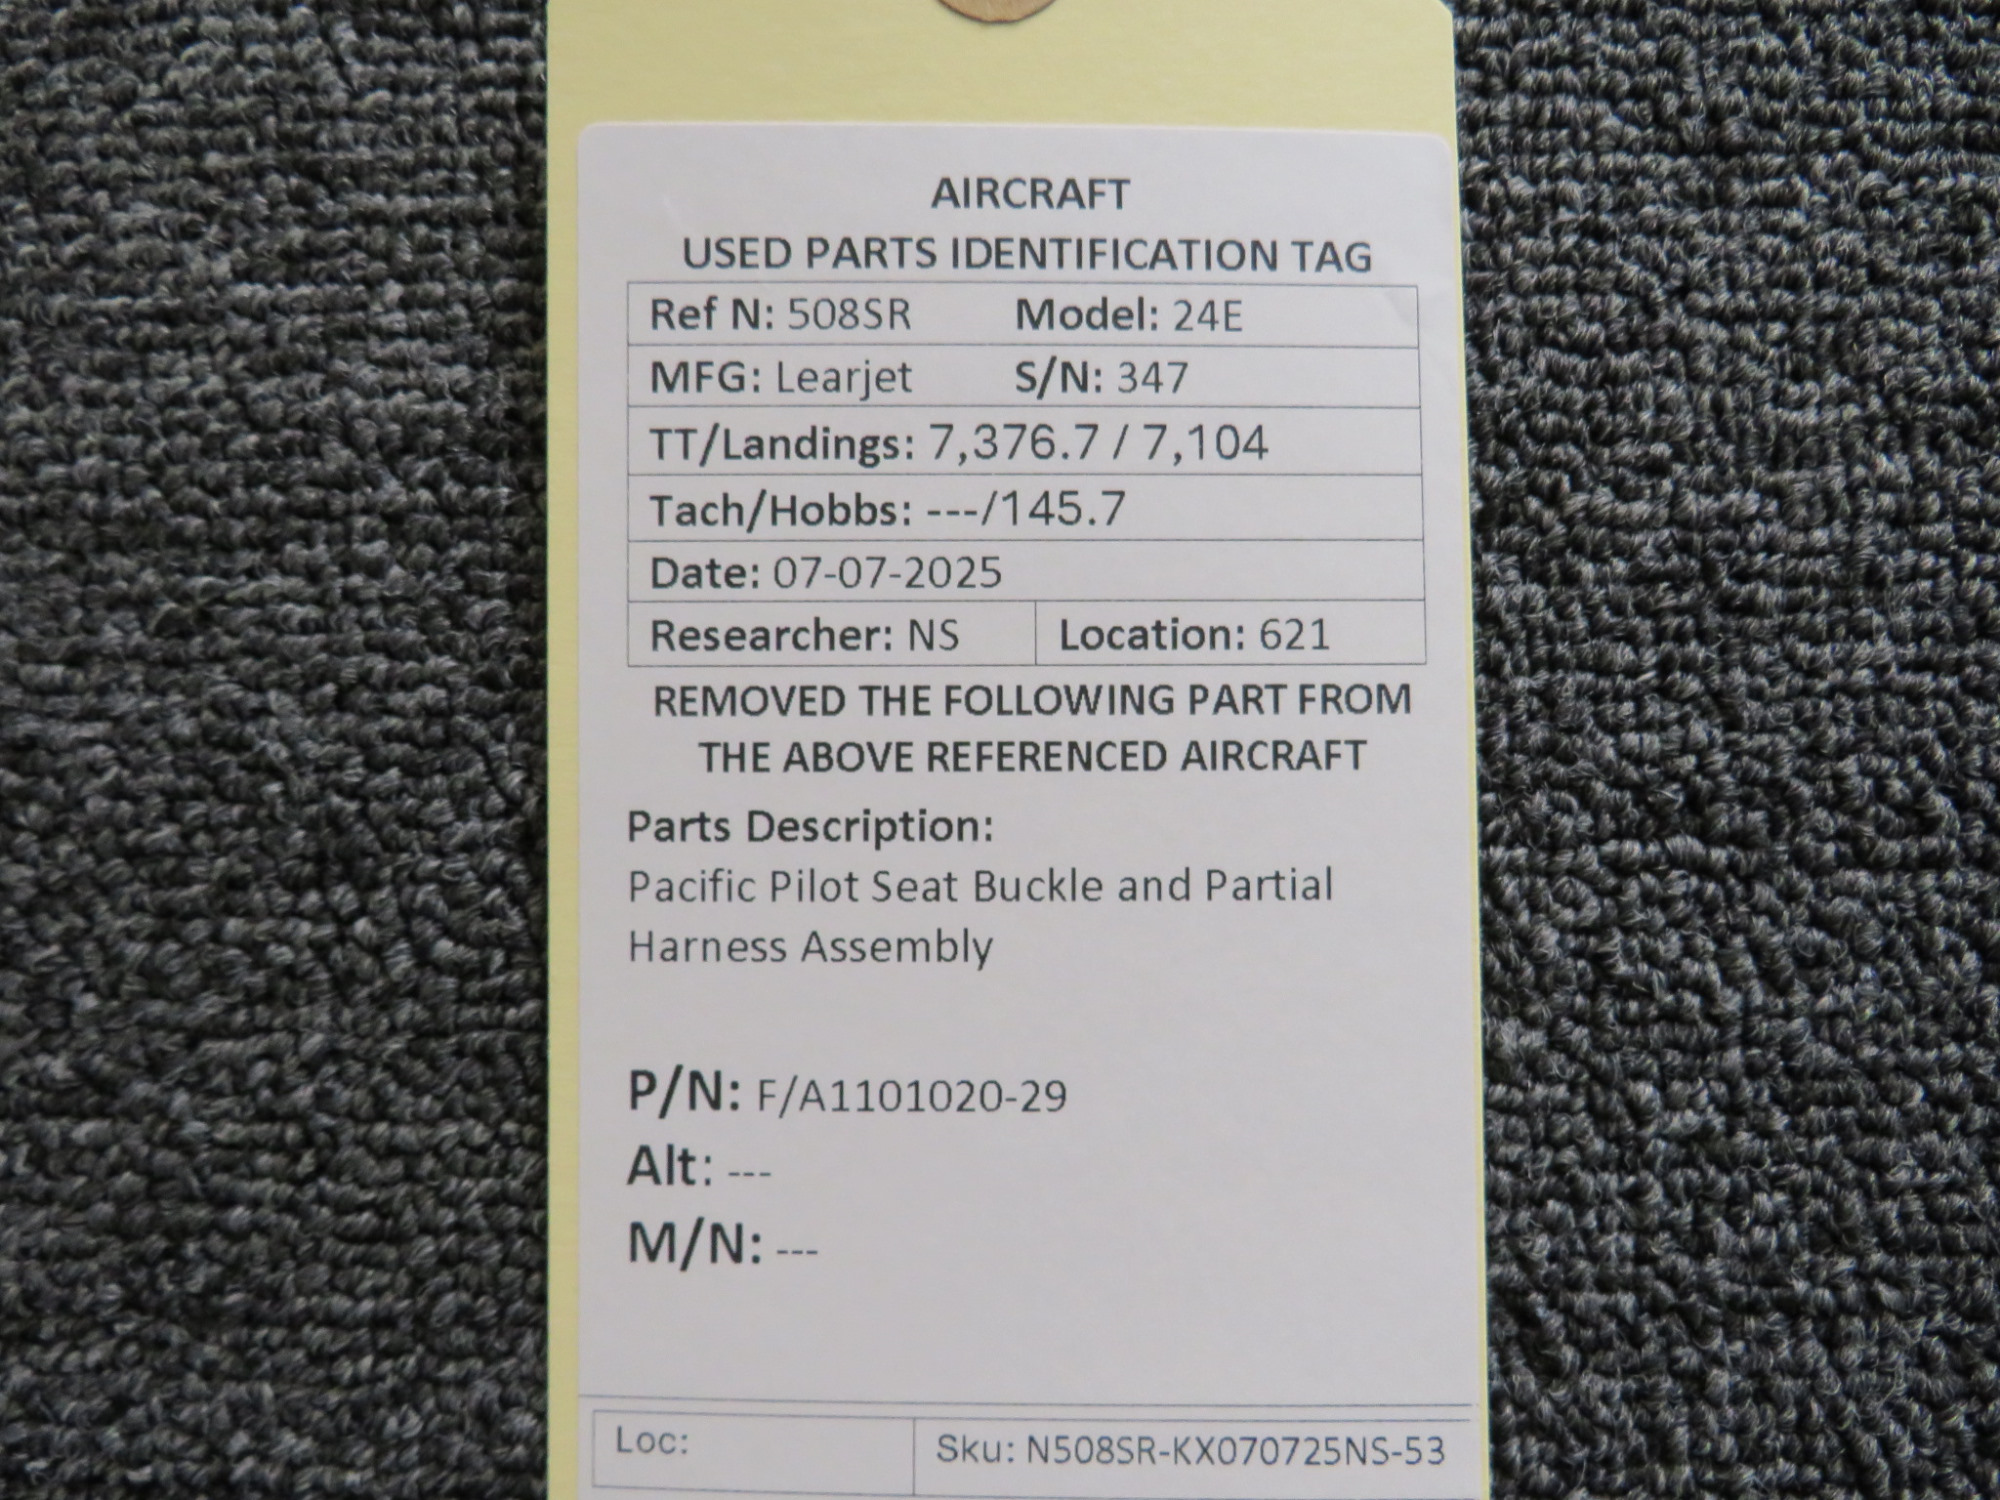 AIRCRAFT
USED PARTS IDENTIFICATION TAG
Ref N: 508SR Model: 24E
MFG: Learjet S/N: 347
TT/Landings: 7,376.7 / 7,104
Tach/Hobbs: ---/145.7
Date: 07-07-2025
Researcher: NS Location: 621
REMOVED THE FOLLOWING PART FROM
THE ABOVE REFERENCED AIRCRAFT
Parts Description:
Pacific Pilot Seat Buckle and Partial
Harness Assembly
P/N: F/A1101020-29
Alt: ---
M/N: ---
Loc: Sku: N508SR-KX070725NS-53